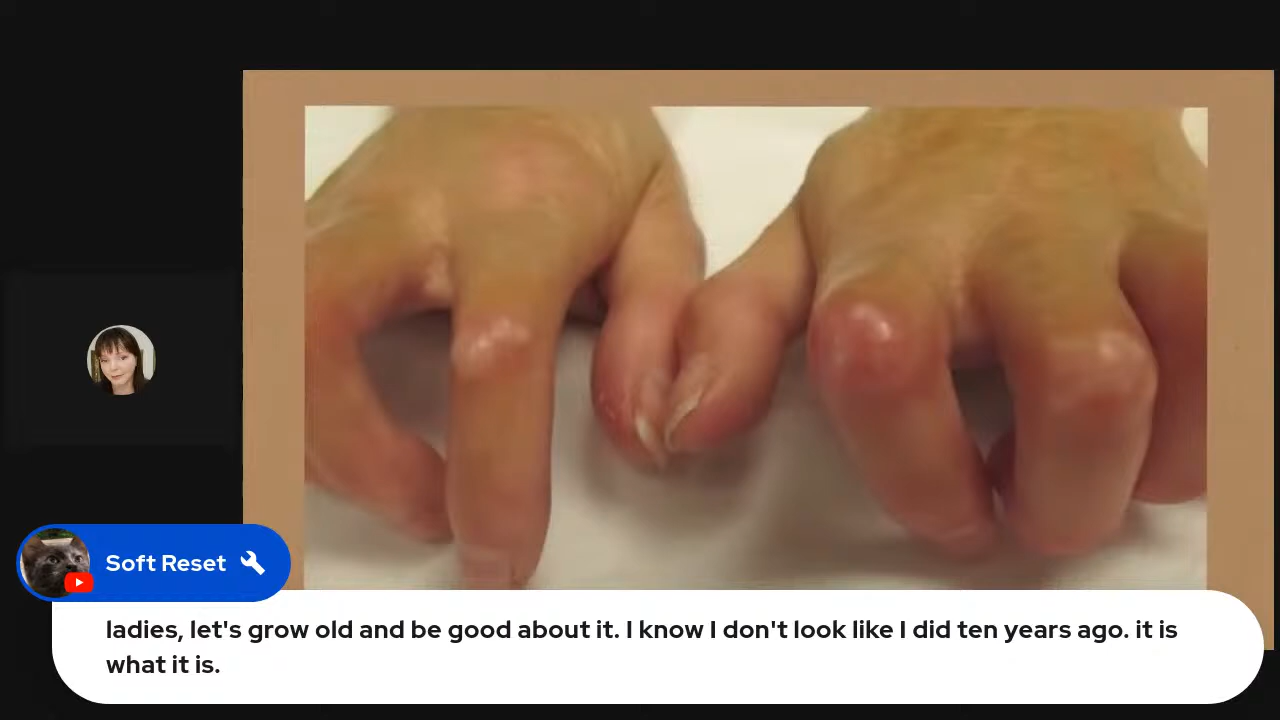 Soft Reset
ladies, let's grow old and be good about it. I know I don't look like I did ten years ago. it is
what it is.